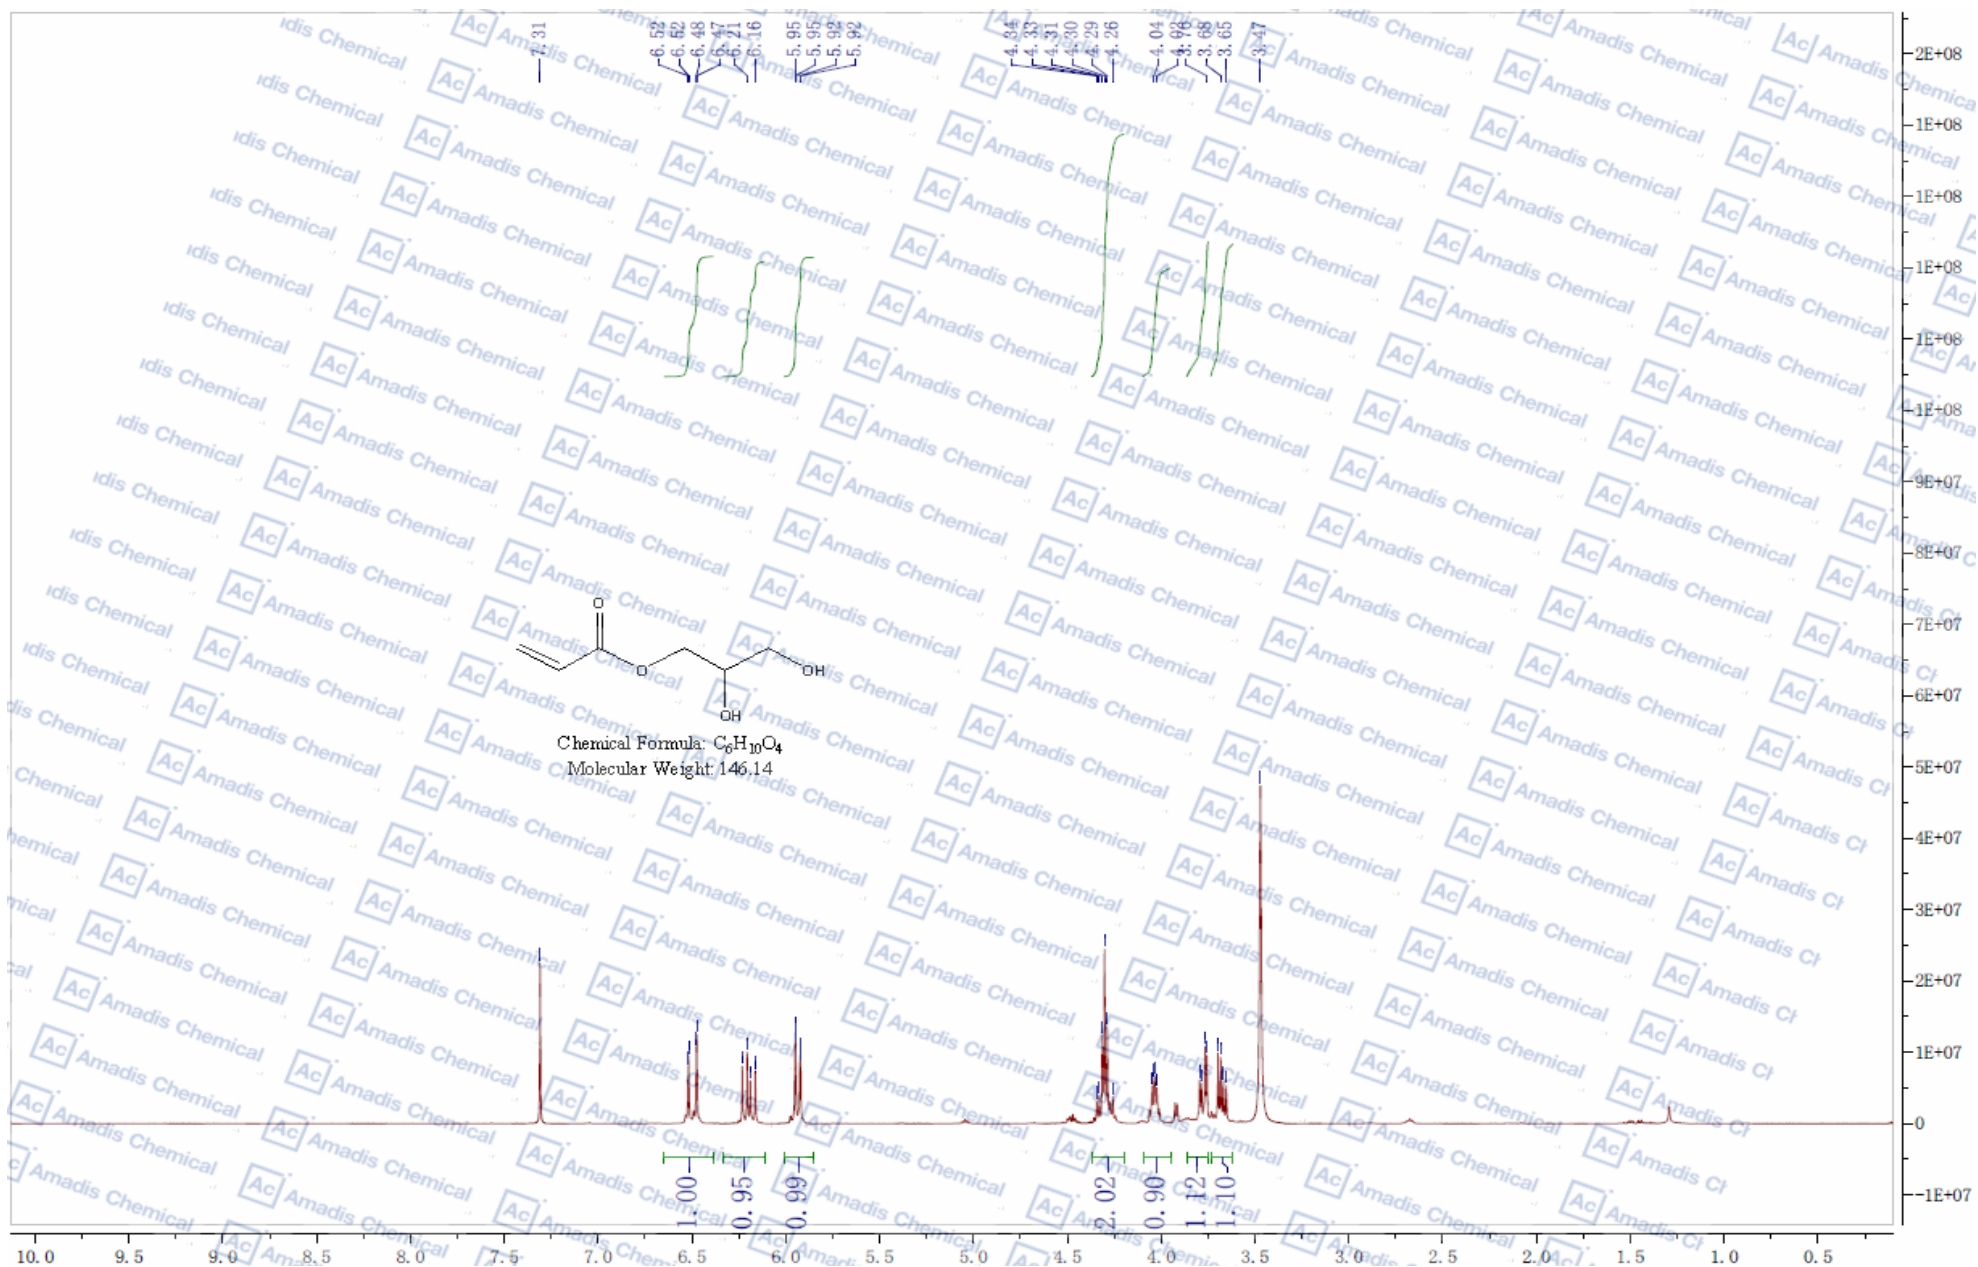 7.31
6.52
6.52
6.48
6.47
6.21
6.16
5.95
5.95
5.92
5.92
4.34
4.33
4.31
4.30
4.29
4.26
4.04
4.02
3.76
3.68
3.65
3.47
2E+08
1E+08
1E+08
1E+08
1E+08
1E+08
9E+07
8E+07
7E+07
6E+07
5E+07
4E+07
3E+07
2E+07
1E+07
0
-1E+07
O
O
OH
OH
Chemical Formula: C6H10O4
Molecular Weight: 146.14
1.00
0.95
0.99
2.02
0.90
1.12
1.10
10.0 9.5 9.0 8.5 8.0 7.5 7.0 6.5 6.0 5.5 5.0 4.5 4.0 3.5 3.0 2.5 2.0 1.5 1.0 0.5
Ac Amadis Chemical